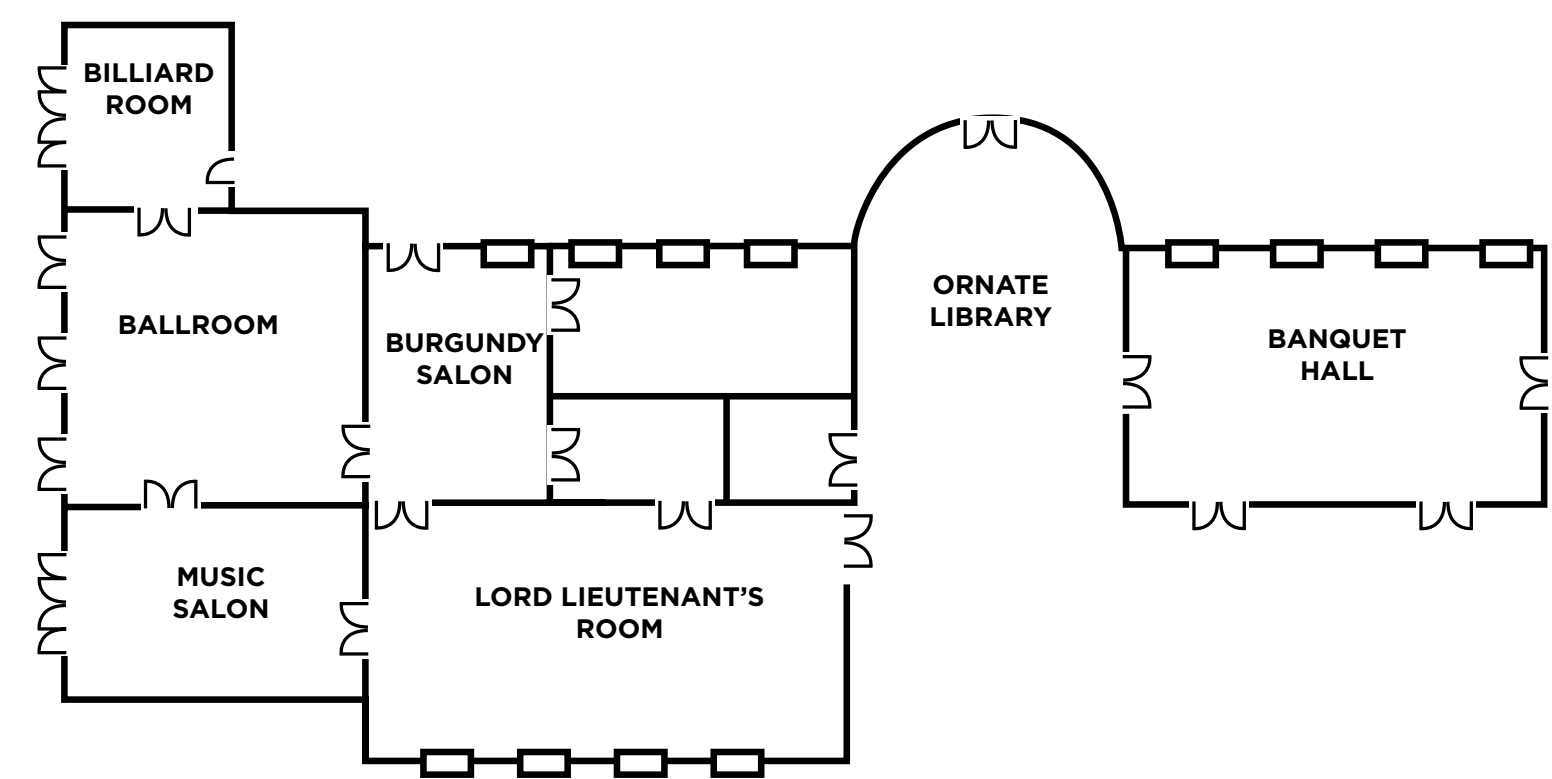 BILLIARD
ROOM
BALLROOM
BURGUNDY
SALON
ORNATE
LIBRARY
BANQUET
HALL
MUSIC
SALON
LORD LIEUTENANT’S
ROOM